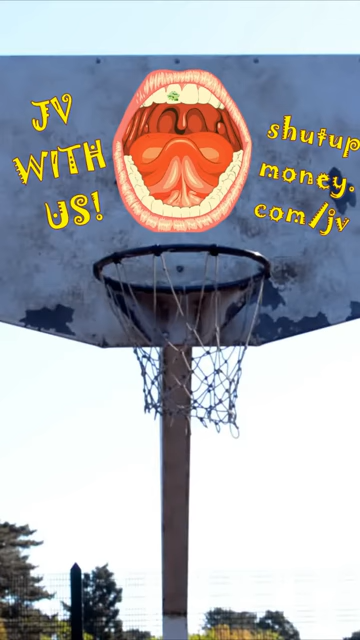 JV
WITH
US!
shutup
money.
com/jv